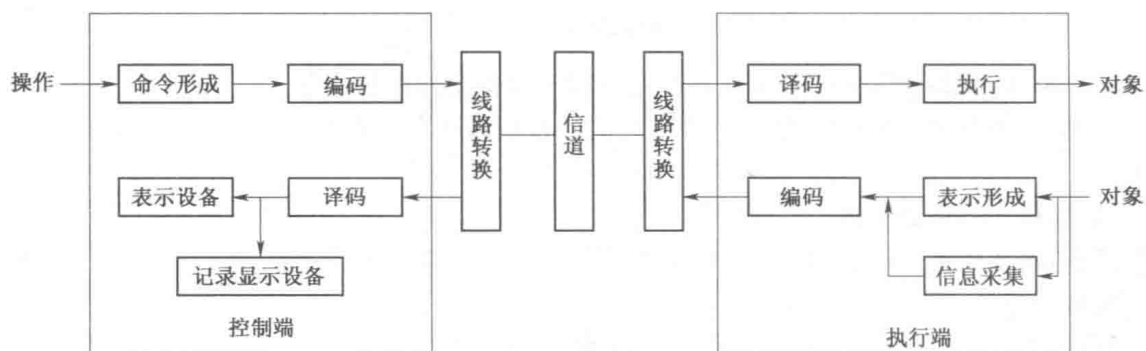 操作
命令形成
编码
线路转换
信道
线路转换
译码
执行
对象
表示设备
译码
编码
表示形成
对象
记录显示设备
信息采集
控制端
执行端